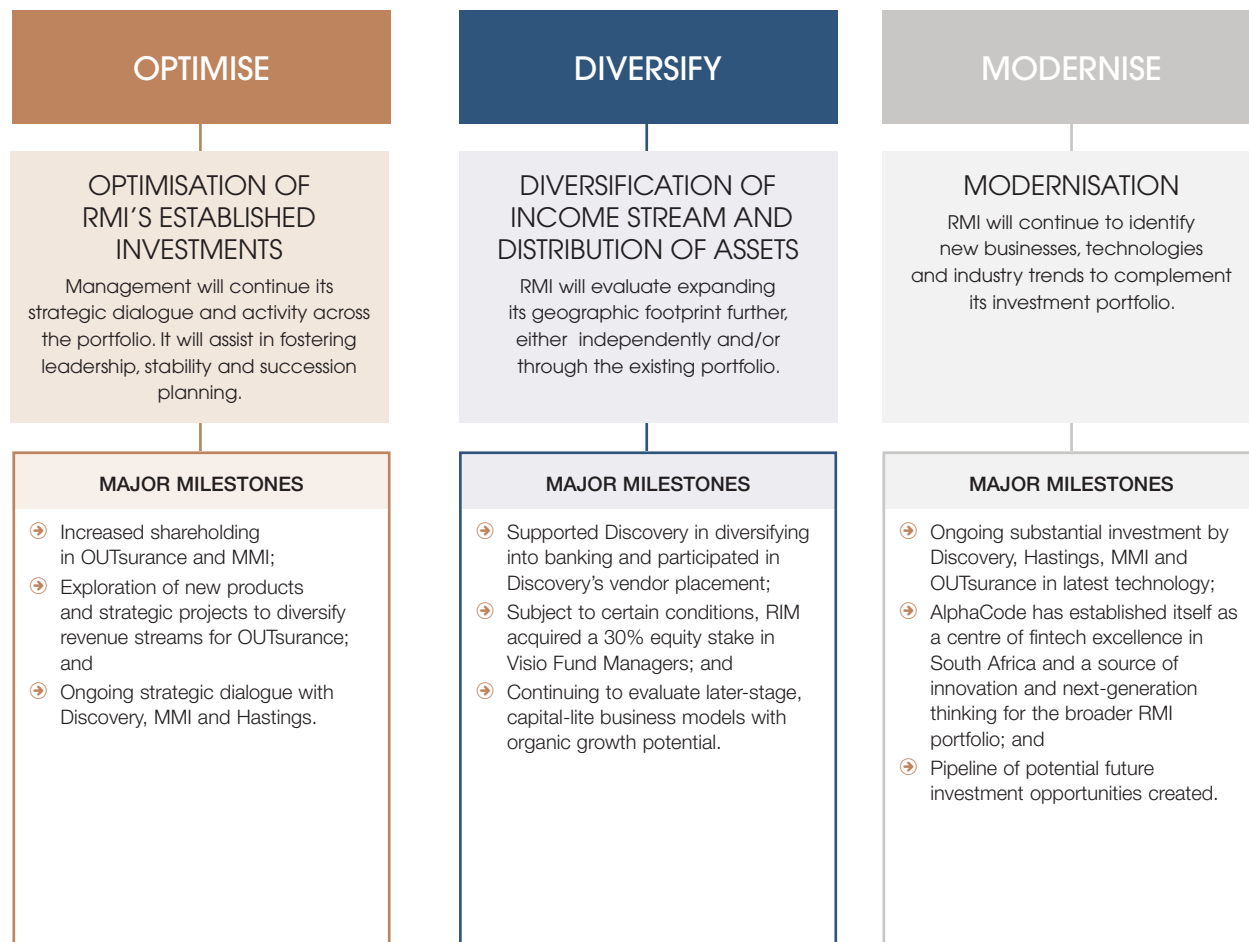 OPTIMISE
OPTIMISATION OF
RMI'S ESTABLISHED
INVESTMENTS
Management will continue its
strategic dialogue and activity across
the portfolio. It will assist in fostering
leadership, stability and succession
planning.
MAJOR MILESTONES
Increased shareholding
in OUTsurance and MMI;
Exploration of new products
and strategic projects to diversify
revenue streams for OUTsurance;
and
Ongoing strategic dialogue with
Discovery, MMI and Hastings.
DIVERSIFY
DIVERSIFICATION OF
INCOME STREAM AND
DISTRIBUTION OF ASSETS
RMI will evaluate expanding
its geographic footprint further,
either independently and/or
through the existing portfolio.
MAJOR MILESTONES
Supported Discovery in diversifying
into banking and participated in
Discovery's vendor placement;
Subject to certain conditions, RIM
acquired a 30% equity stake in
Visio Fund Managers; and
Continuing to evaluate later-stage,
capital-lite business models with
organic growth potential.
MODERNISE
MODERNISATION
RMI will continue to identify
new businesses, technologies
and industry trends to complement
its investment portfolio.
MAJOR MILESTONES
Ongoing substantial investment by
Discovery, Hastings, MMI and
OUTsurance in latest technology;
AlphaCode has established itself as
a centre of fintech excellence in
South Africa and a source of
innovation and next-generation
thinking for the broader RMI
portfolio; and
Pipeline of potential future
investment opportunities created.